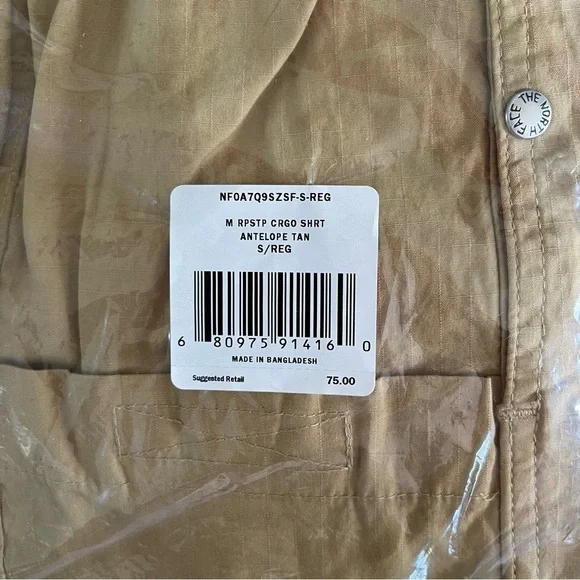 THE NORTH FACE
NF0A7Q9SZSF-S-REG
M RPSTP CRGO SHRT
ANTELOPE TAN
S/REG
6 80975 91416 0
MADE IN BANGLADESH
Suggested Retail 75.00